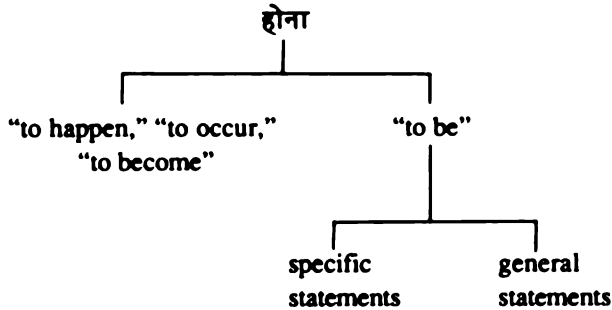 होना
“to happen,” “to occur,”
“to become”
“to be”
specific
statements
general
statements